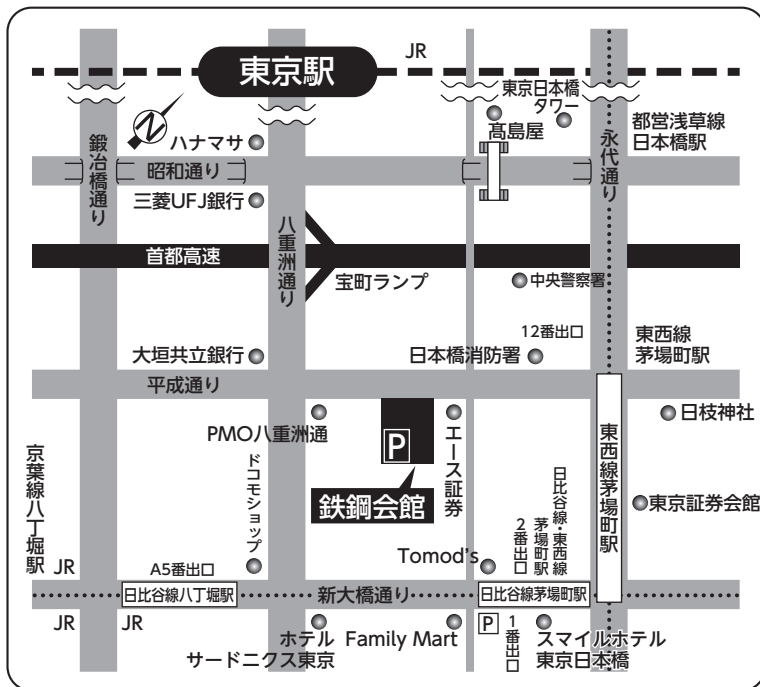 JR
東京駅
東京日本橋
タワー
髙島屋
都営浅草線
日本橋駅
永代通り
N
ハナマサ
鍛冶橋通り
昭和通り
三菱UFJ銀行
八重洲通り
首都高速
宝町ランプ
中央警察署
12番出口
大垣共立銀行
日本橋消防署
東西線
茅場町駅
平成通り
PMO八重洲通
P
エース証券
日枝神社
東西線茅場町駅
京葉線八丁堀駅
ドコモショップ
鉄鋼会館
日比谷線・東西線
茅場町駅
2番出口
東京証券会館
Tomod's
JR
A5番出口
日比谷線八丁堀駅
新大橋通り
日比谷線茅場町駅
JR
JR
ホテル
サードニクス東京
Family Mart
P
1番出口
スマイルホテル
東京日本橋